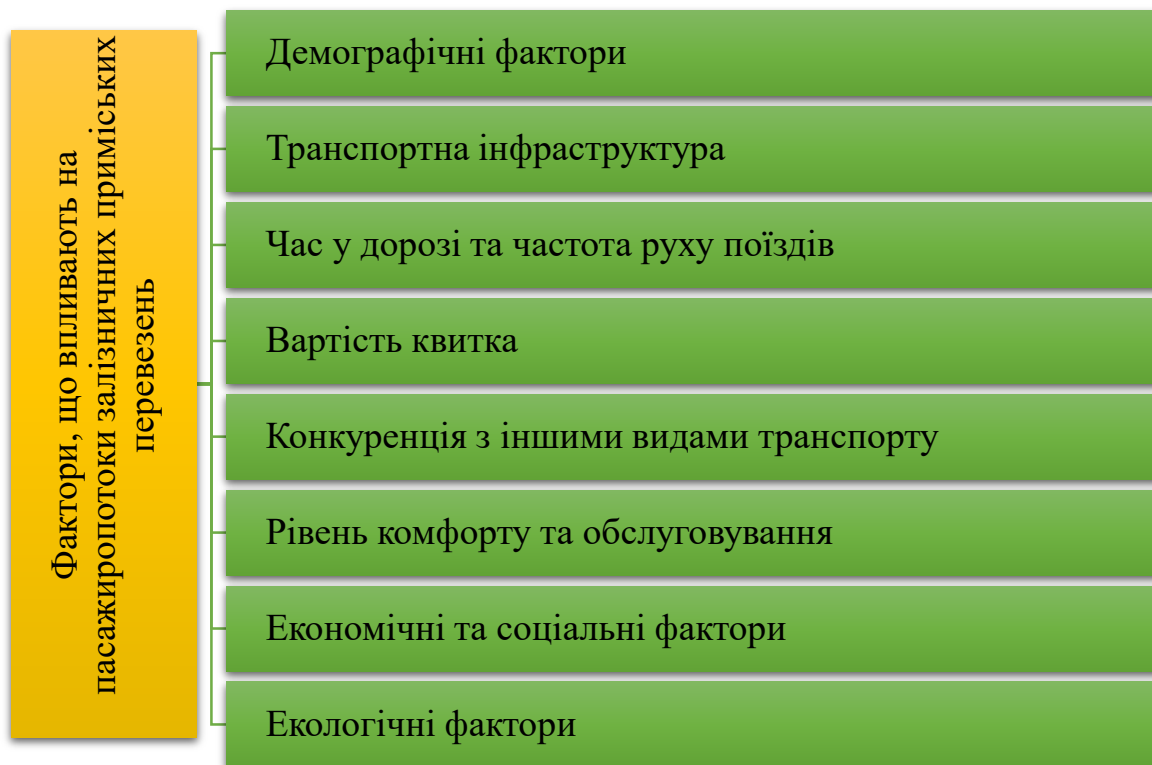 Фактори, що впливають на
пасажиропотоки залізничних приміських
перевезень
Демографічні фактори
Транспортна інфраструктура
Час у дорозі та частота руху поїздів
Вартість квитка
Конкуренція з іншими видами транспорту
Рівень комфорту та обслуговування
Економічні та соціальні фактори
Екологічні фактори